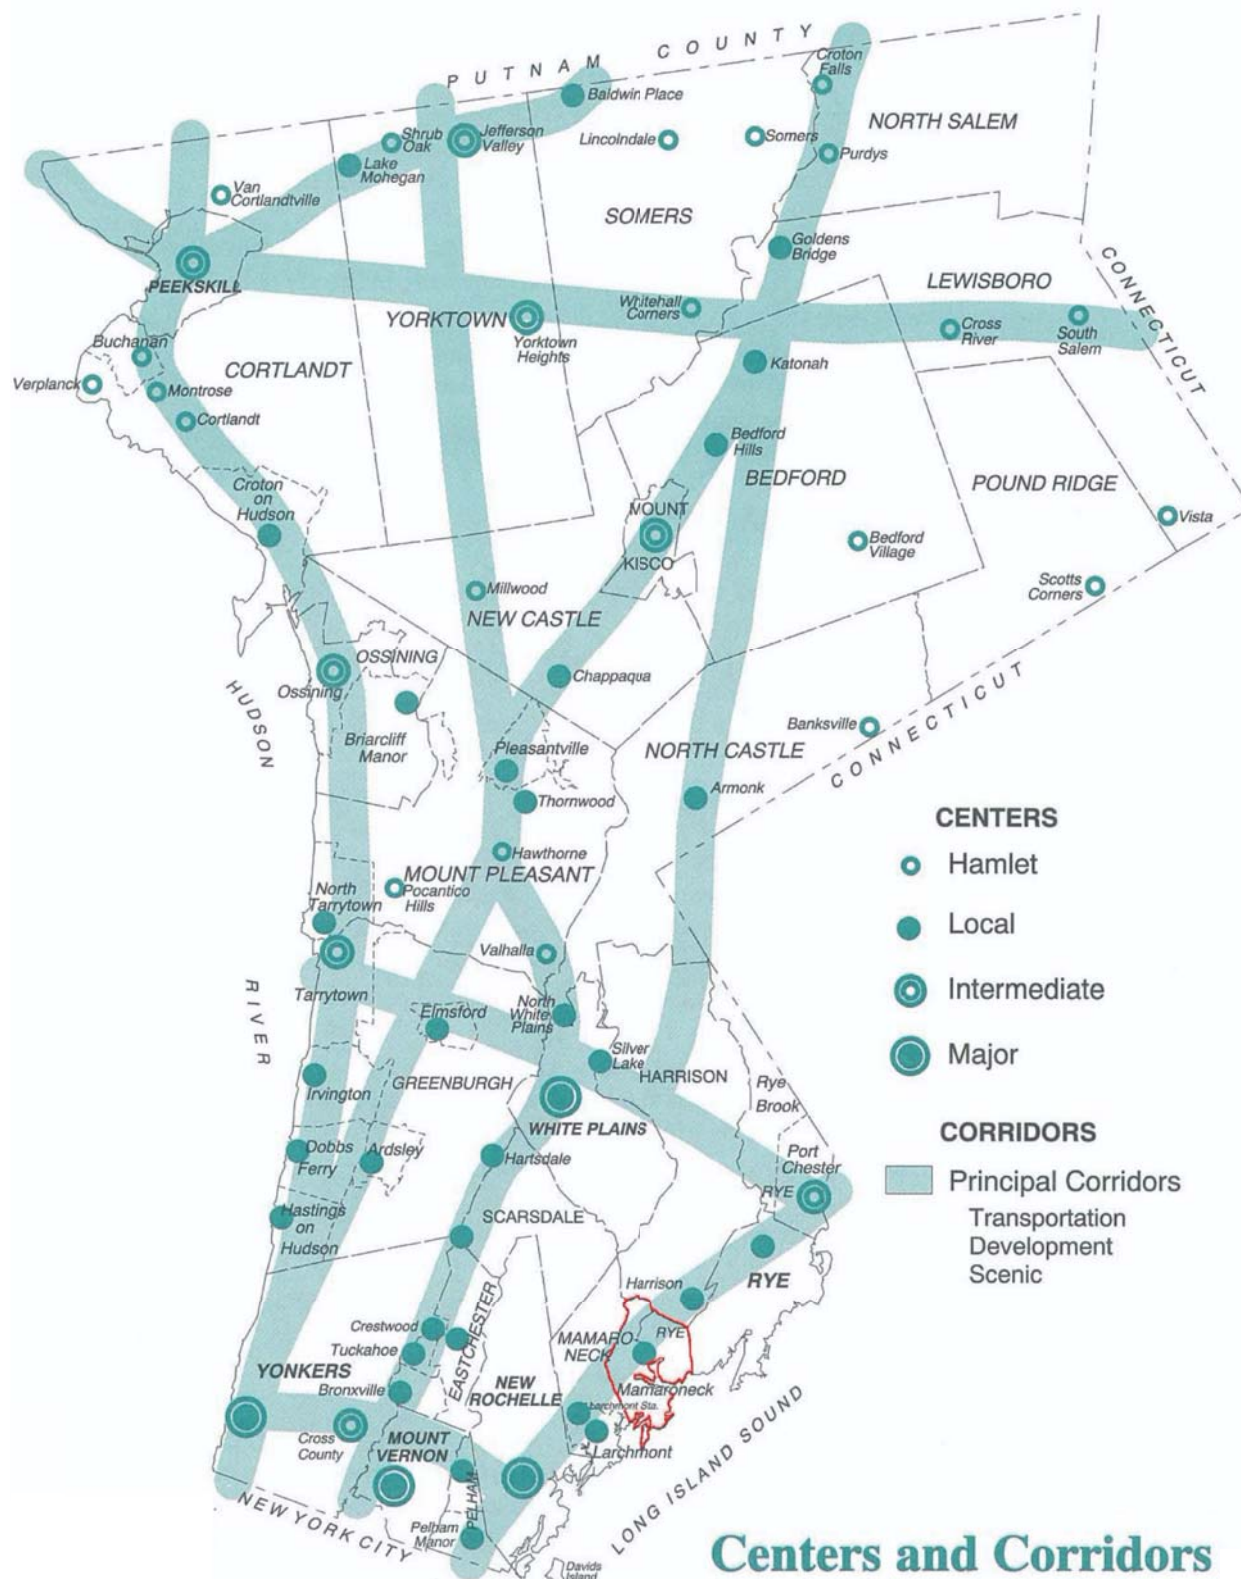 PUTNAM COUNTY
Croton
Falls
Baldwin Place
NORTH SALEM
Shrub
Oak
Jefferson
Valley
Lincolndale
Somers
Purdys
Lake
Mohegan
Van
Cortlandtville
SOMERS
Goldens
Bridge
CONNECTICUT
PEEKSKILL
LEWISBORO
Whitehall
Corners
YORKTOWN
Yorktown
Heights
Cross
River
South
Salem
Buchanan
Katonah
CORTLANDT
Verplanck
Montrose
Cortlandt
Bedford
Hills
BEDFORD
POUND RIDGE
Croton
on
Hudson
MOUNT
KISCO
Vista
Bedford
Village
Scotts
Corners
Millwood
NEW CASTLE
OSSINING
Ossining
Chappaqua
HUDSON
RIVER
Briarcliff
Manor
Banksville
CONNECTICUT
Pleasantville
NORTH CASTLE
Thornwood
Armonk
Hawthorne
MOUNT PLEASANT
Pocantico
Hills
North
Tarrytown
Valhalla
Tarrytown
Elmsford
North
White
Plains
Silver
Lake
HARRISON
Rye
Brook
Irvington
GREENBURGH
WHITE PLAINS
Dobbs
Ferry
Ardsley
Hartsdale
Port
Chester
RYE
Hastings
on
Hudson
SCARSDALE
RYE
Harrison
Crestwood
Tuckahoe
EASTCHESTER
MAMARO-
NECK
RYE
YONKERS
Bronxville
NEW
ROCHELLE
Mamaroneck
Larchmont Sta.
Larchmont
Cross
County
MOUNT
VERNON
PELHAM
LONG ISLAND SOUND
NEW YORK CITY
Pelham
Manor
Davids
Island
CENTERS
Hamlet
Local
Intermediate
Major
CORRIDORS
Principal Corridors
Transportation
Development
Scenic
Centers and Corridors